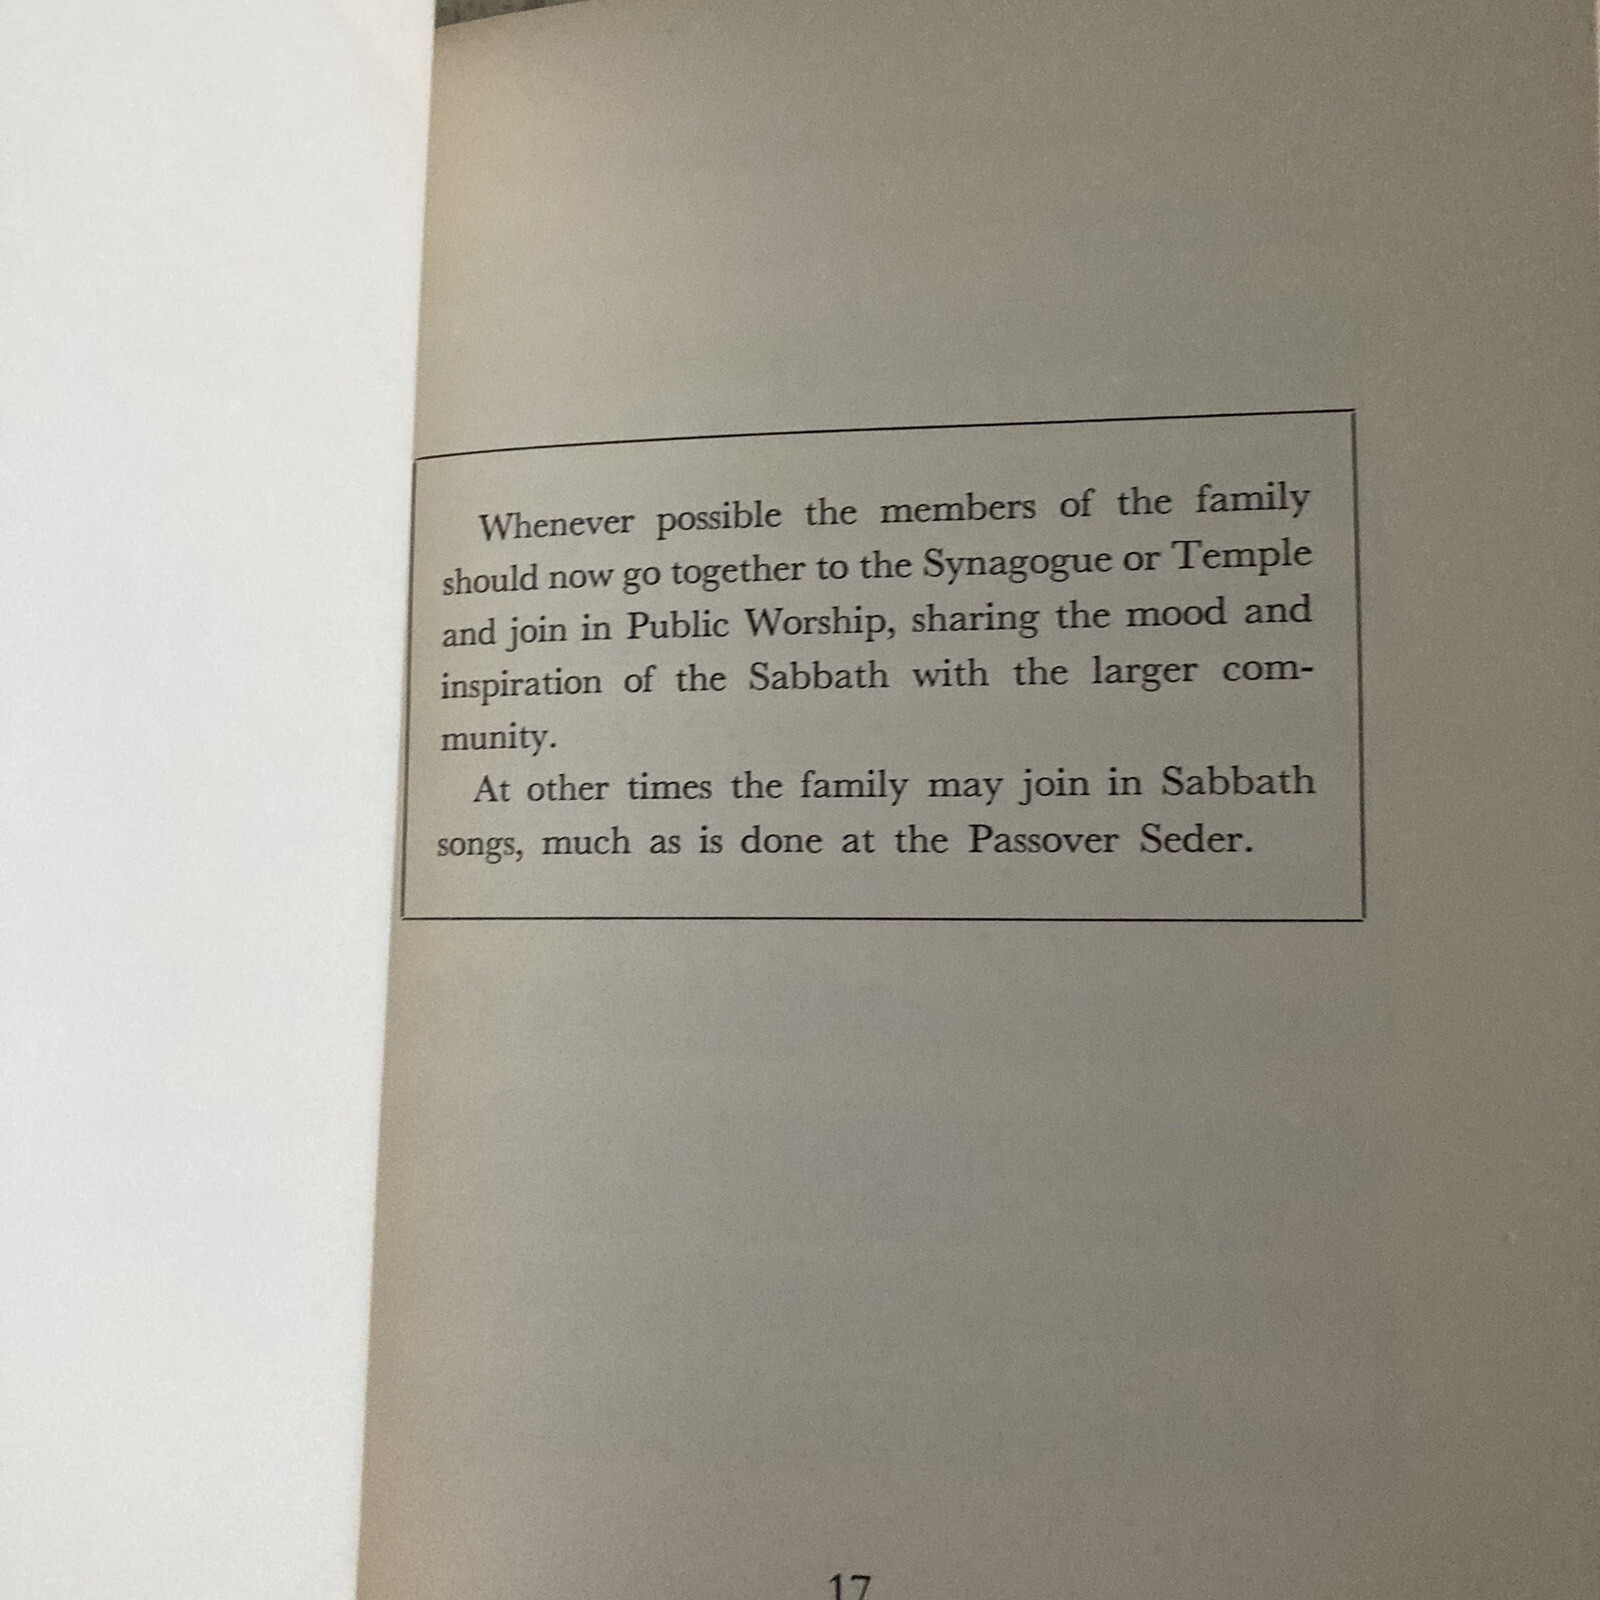 Whenever possible the members of the family
should now go together to the Synagogue or Temple
and join in Public Worship, sharing the mood and
inspiration of the Sabbath with the larger com-
munity.
At other times the family may join in Sabbath
songs, much as is done at the Passover Seder.
17